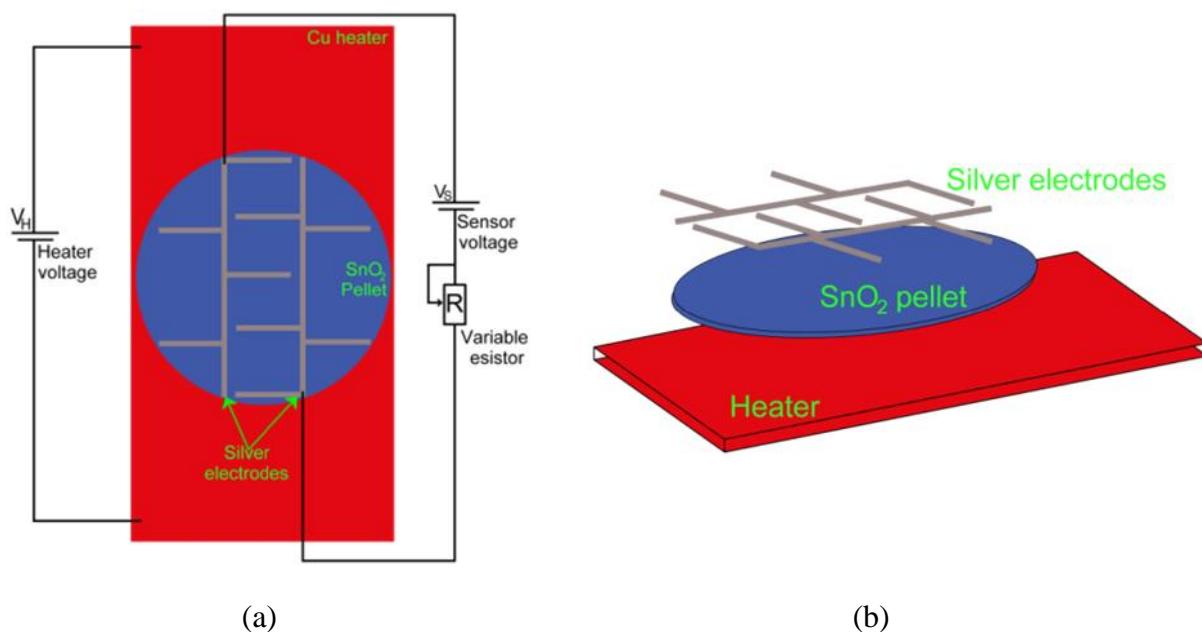 Cu heater
V_H
Heater
voltage
V_S
Sensor
voltage
SnO₂
Pellet
R
Variable
esistor
Silver
electrodes
(a)
Silver electrodes
SnO₂ pellet
Heater
(b)